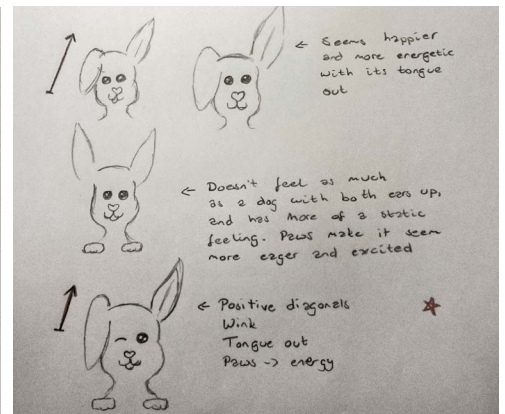 ← Seems happier
and more energetic
with its tongue
out
← Doesn't feel as much
as a dog with both ears up,
and has more of a static
feeling. Paws make it seem
more eager and excited
← Positive diagonals
Wink
Tongue out
Paws -> energy